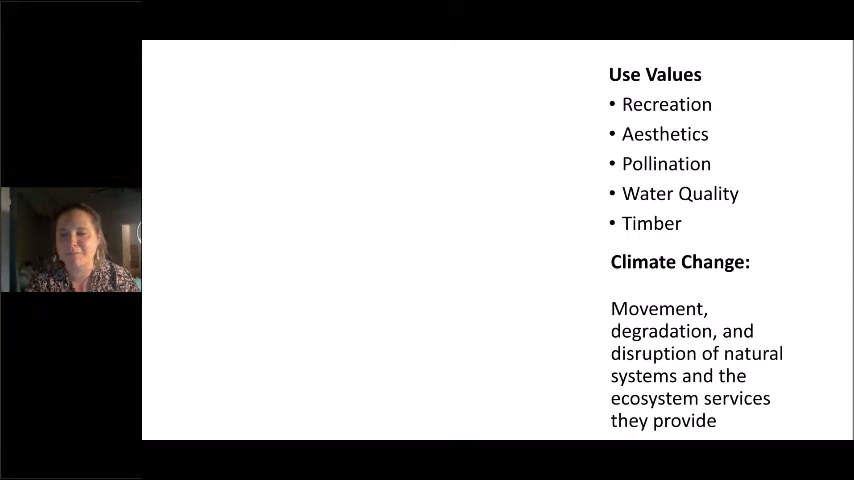 Use Values
• Recreation
• Aesthetics
• Pollination
• Water Quality
• Timber
Climate Change:
Movement,
degradation, and
disruption of natural
systems and the
ecosystem services
they provide